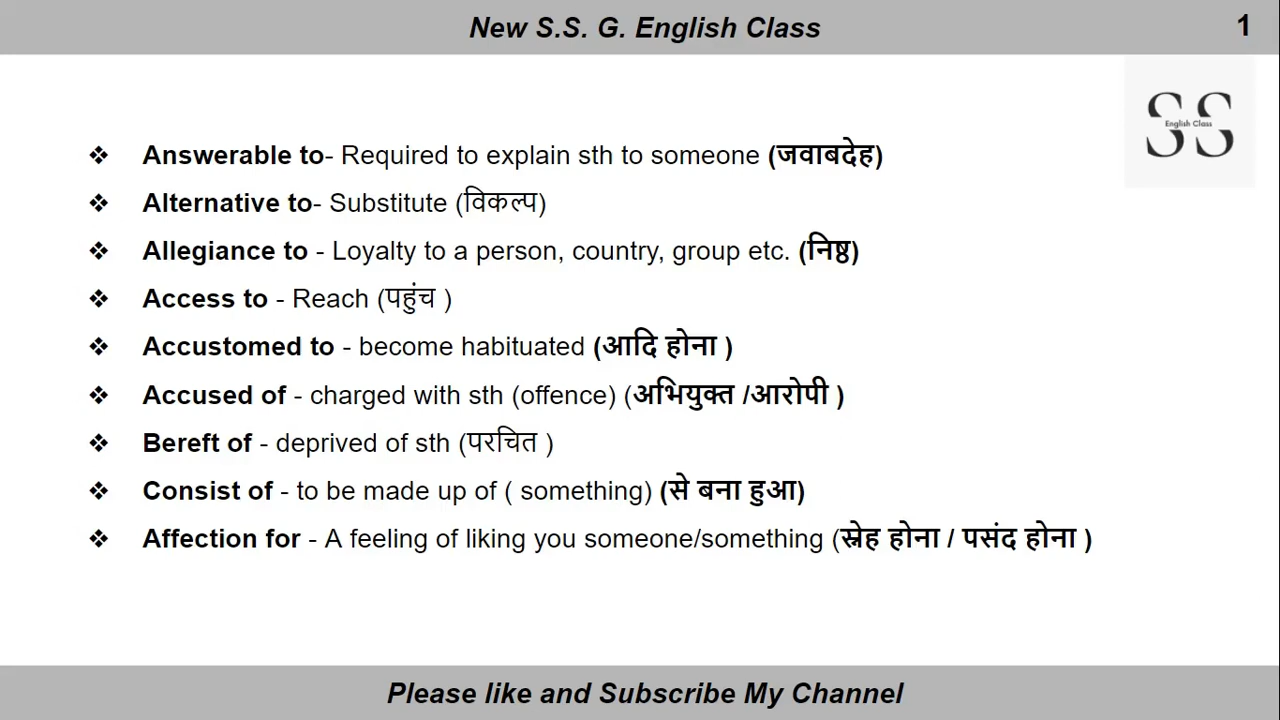 New S.S. G. English Class
1
SS
English Class
❖ Answerable to- Required to explain sth to someone (जवाबदेह)
❖ Alternative to- Substitute (विकल्प)
❖ Allegiance to - Loyalty to a person, country, group etc. (निष्ठ)
❖ Access to - Reach (पहुंच )
❖ Accustomed to - become habituated (आदि होना )
❖ Accused of - charged with sth (offence) (अभियुक्त /आरोपी )
❖ Bereft of - deprived of sth (परचित )
❖ Consist of - to be made up of ( something) (से बना हुआ)
❖ Affection for - A feeling of liking you someone/something (स्नेह होना / पसंद होना )
Please like and Subscribe My Channel